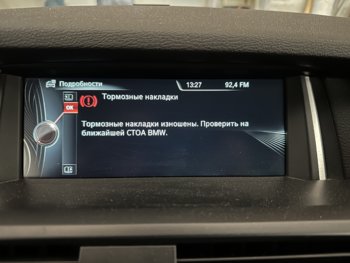 Подробности 13:27 92,4 FM
OK Тормозные накладки
Тормозные накладки изношены. Проверить на
ближайшей СТОА BMW.